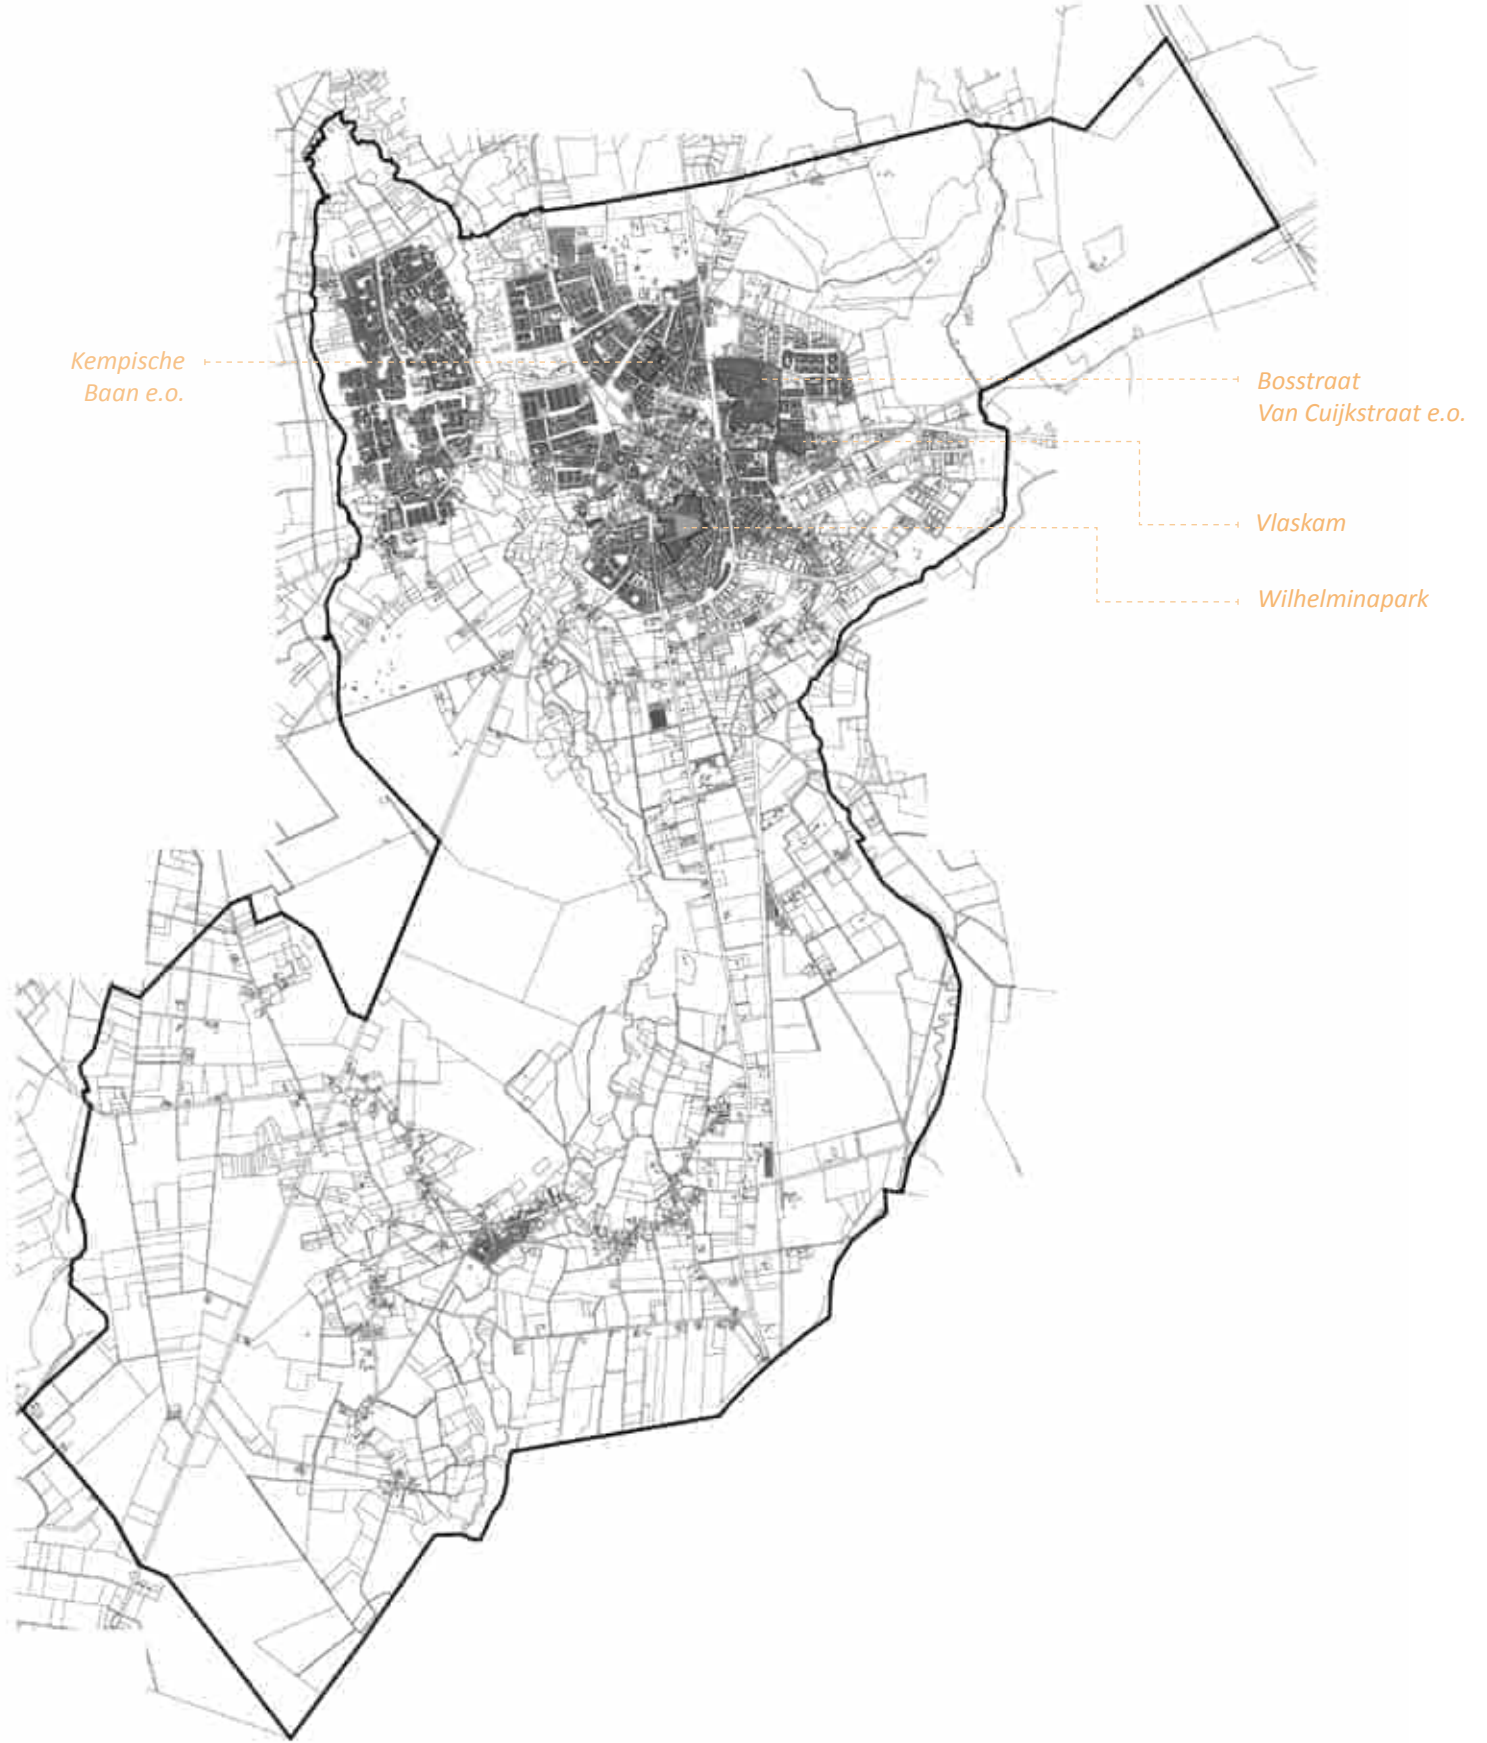 Kempische
Baan e.o.
Bosstraat
Van Cuijkstraat e.o.
Vlaskam
Wilhelminapark